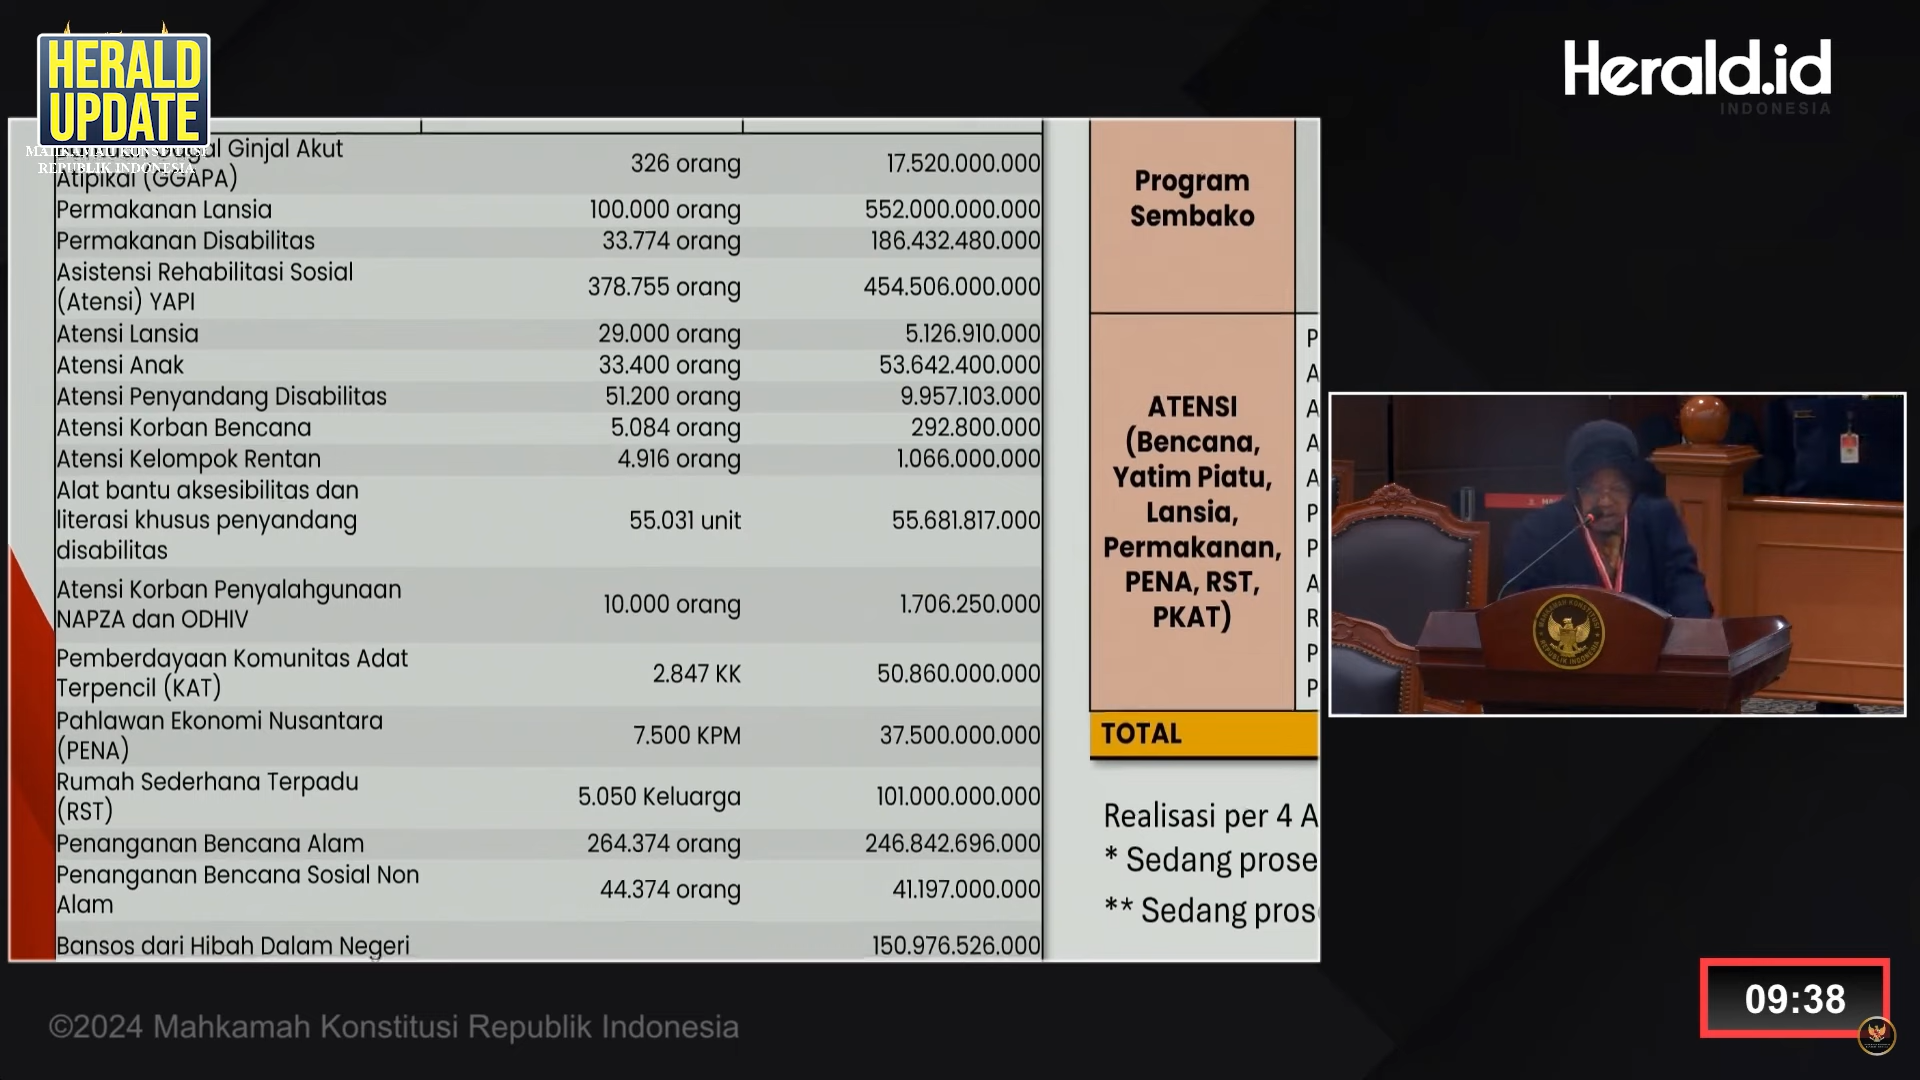 HERALD
UPDATE
Herald.id
INDONESIA
MAHKAMAH KONSTITUSI
REPUBLIK INDONESIA
Gagal Ginjal Akut
Atipikal (GGAPA) 326 orang 17.520.000.000
Permakanan Lansia 100.000 orang 552.000.000.000
Permakanan Disabilitas 33.774 orang 186.432.480.000
Asistensi Rehabilitasi Sosial
(Atensi) YAPI 378.755 orang 454.506.000.000
Atensi Lansia 29.000 orang 5.126.910.000
Atensi Anak 33.400 orang 53.642.400.000
Atensi Penyandang Disabilitas 51.200 orang 9.957.103.000
Atensi Korban Bencana 5.084 orang 292.800.000
Atensi Kelompok Rentan 4.916 orang 1.066.000.000
Alat bantu aksesibilitas dan
literasi khusus penyandang 55.031 unit 55.681.817.000
disabilitas
Atensi Korban Penyalahgunaan
NAPZA dan ODHIV 10.000 orang 1.706.250.000
Pemberdayaan Komunitas Adat
Terpencil (KAT) 2.847 KK 50.860.000.000
Pahlawan Ekonomi Nusantara
(PENA) 7.500 KPM 37.500.000.000
Rumah Sederhana Terpadu
(RST) 5.050 Keluarga 101.000.000.000
Penanganan Bencana Alam 264.374 orang 246.842.696.000
Penanganan Bencana Sosial Non
Alam 44.374 orang 41.197.000.000
Bansos dari Hibah Dalam Negeri 150.976.526.000
Program
Sembako
ATENSI
(Bencana,
Yatim Piatu,
Lansia,
Permakanan,
PENA, RST,
PKAT)
P
A
A
A
A
P
P
A
R
P
P
TOTAL
Realisasi per 4 A
* Sedang prose
** Sedang pros
MAHKAMAH KONSTITUSI
REPUBLIK INDONESIA
09:38
©2024 Mahkamah Konstitusi Republik Indonesia